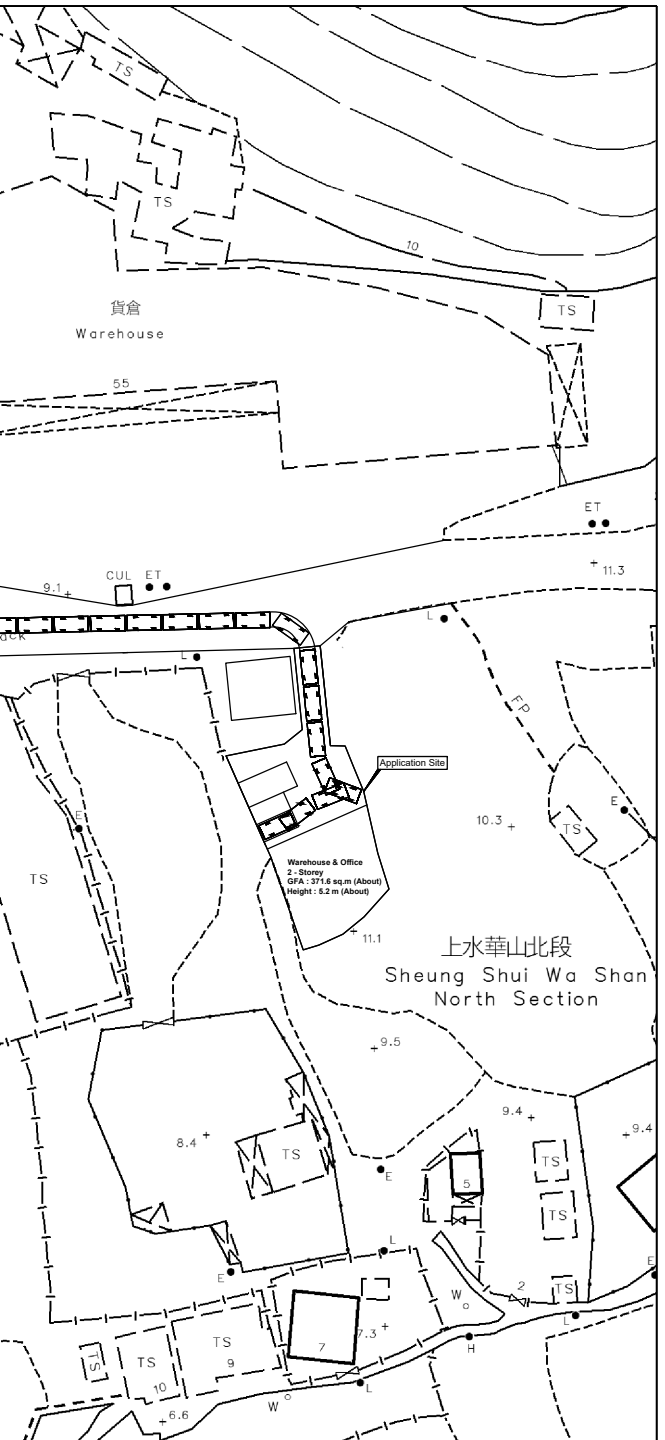 TS
TS
10
貨倉
Warehouse
TS
55
ET
CUL
ET
9.1
11.3
ack
L
L
FP
Application Site
E
E
10.3
TS
TS
Warehouse & Office
2 - Storey
GFA : 371.6 sq.m (About)
Height : 5.2 m (About)
11.1
上水華山北段
Sheung Shui Wa Shan
North Section
9.5
9.4
9.4
8.4
TS
TS
E
5
TS
L
E
E
2
TS
W
L
7.3
H
TS
TS
9
7
10
L
W
6.6